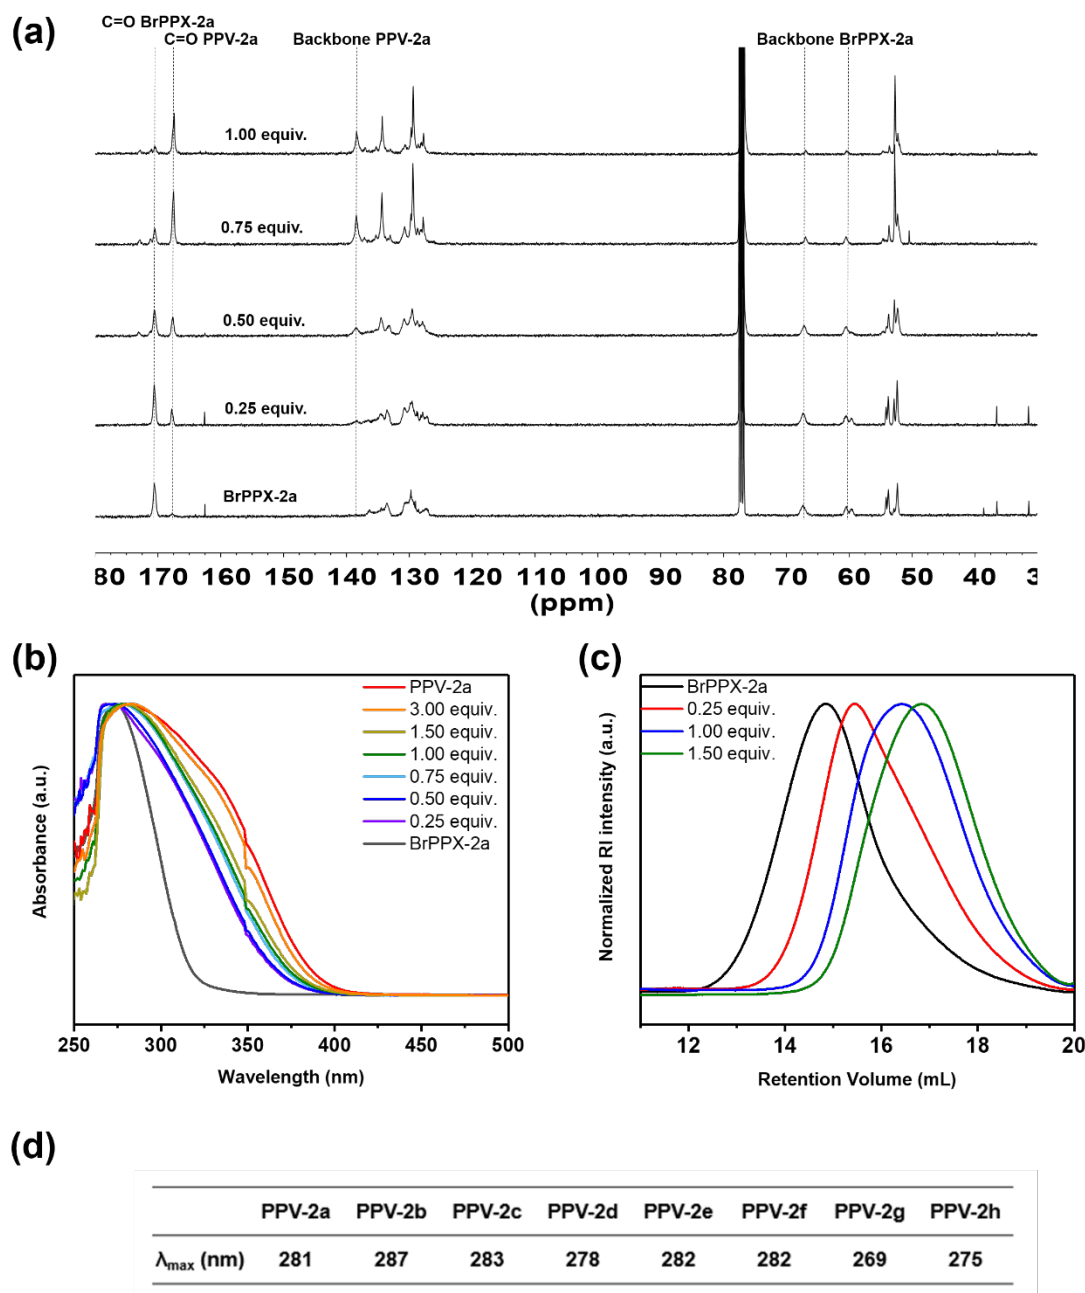 (a)
C=O BrPPX-2a
C=O PPV-2a
Backbone PPV-2a
Backbone BrPPX-2a
1.00 equiv.
0.75 equiv.
0.50 equiv.
0.25 equiv.
BrPPX-2a
80 170 160 150 140 130 120 110 100 90 80 70 60 50 40 3
(ppm)
(b)
Absorbance (a.u.)
PPV-2a
3.00 equiv.
1.50 equiv.
1.00 equiv.
0.75 equiv.
0.50 equiv.
0.25 equiv.
BrPPX-2a
250 300 350 400 450 500
Wavelength (nm)
(c)
Normalized RI intensity (a.u.)
BrPPX-2a
0.25 equiv.
1.00 equiv.
1.50 equiv.
12 14 16 18 20
Retention Volume (mL)
(d)
PPV-2a PPV-2b PPV-2c PPV-2d PPV-2e PPV-2f PPV-2g PPV-2h
λmax (nm) 281 287 283 278 282 282 269 275